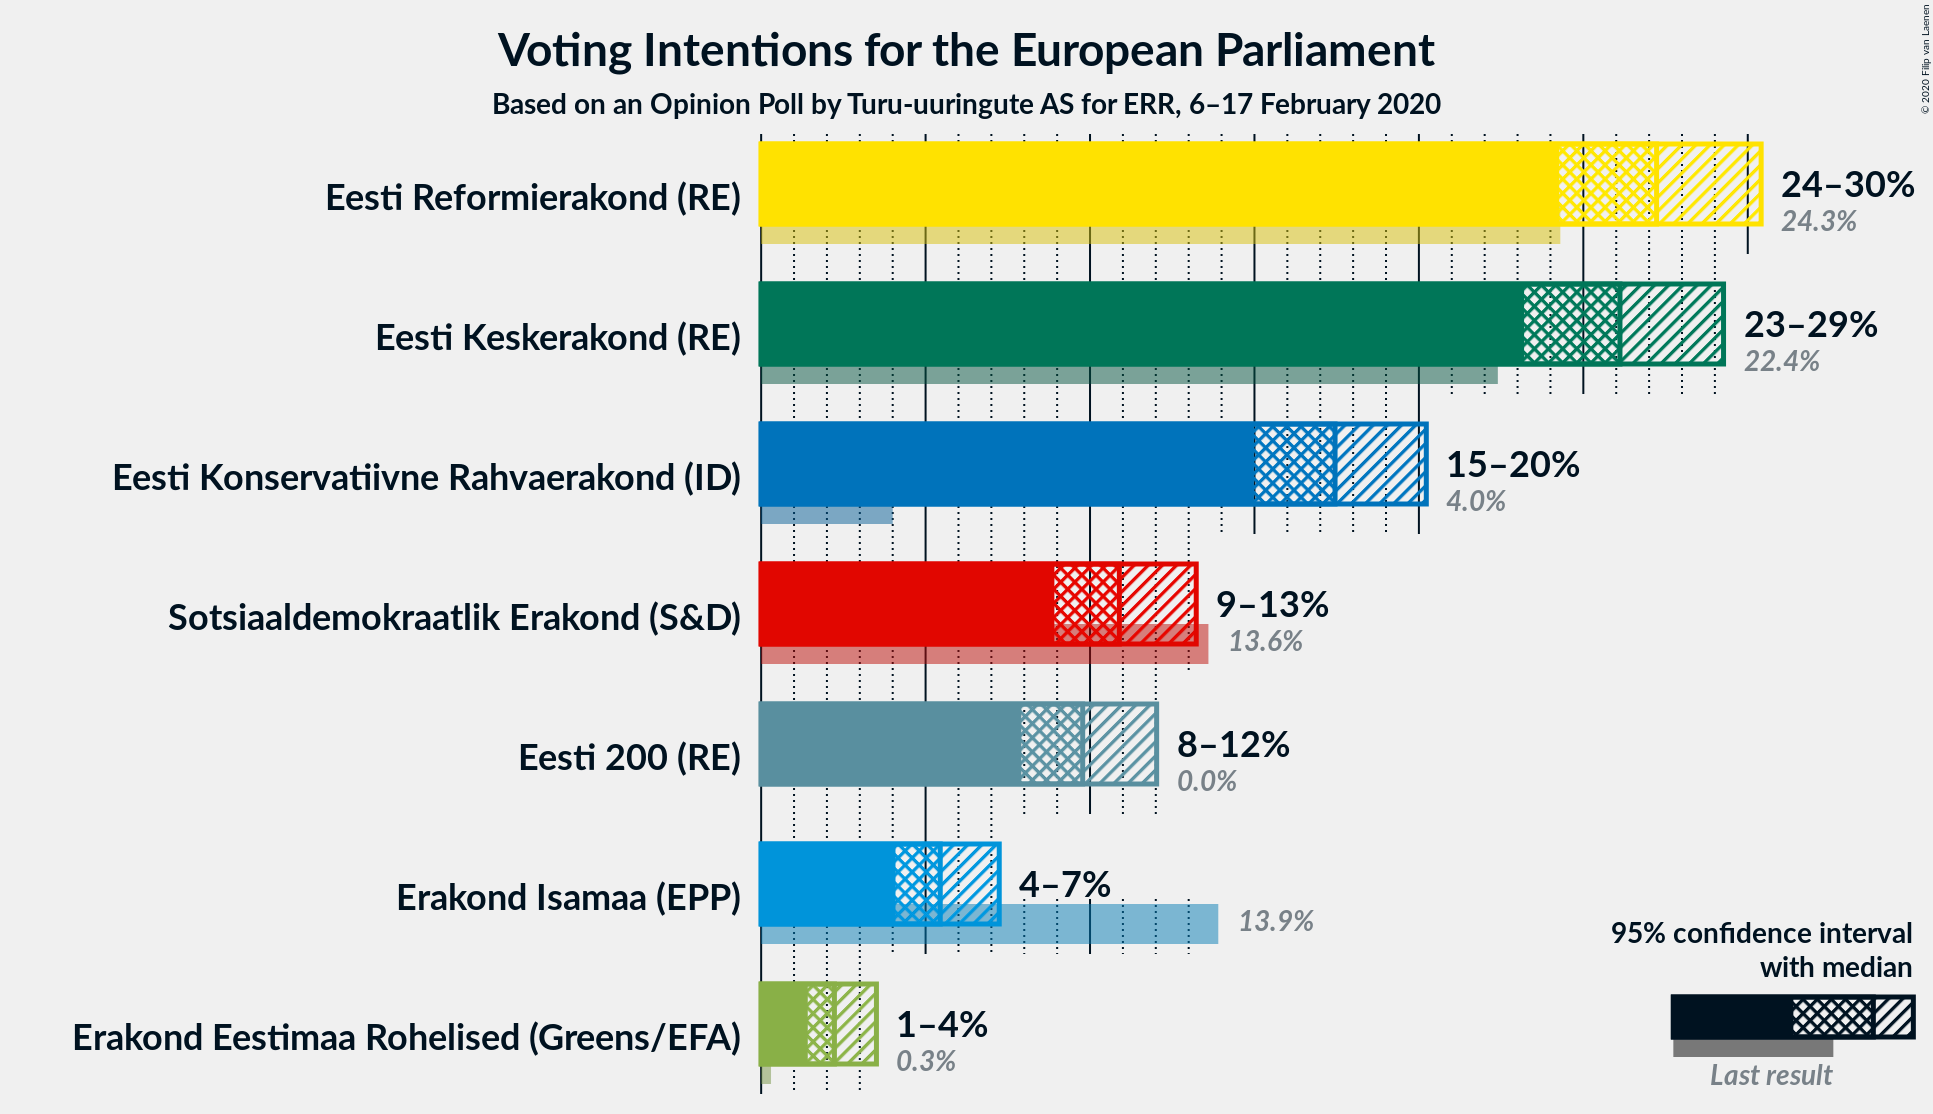 Voting Intentions for the European Parliament
Based on an Opinion Poll by Turu-uuringute AS for ERR, 6–17 February 2020
© 2020 Filip van Laenen
Eesti Reformierakond (RE)
24–30%
24.3%
Eesti Keskerakond (RE)
23–29%
22.4%
Eesti Konservatiivne Rahvaerakond (ID)
15–20%
4.0%
Sotsiaaldemokraatlik Erakond (S&D)
9–13%
13.6%
Eesti 200 (RE)
8–12%
0.0%
Erakond Isamaa (EPP)
4–7%
13.9%
Erakond Eestimaa Rohelised (Greens/EFA)
1–4%
0.3%
95% confidence interval
with median
Last result